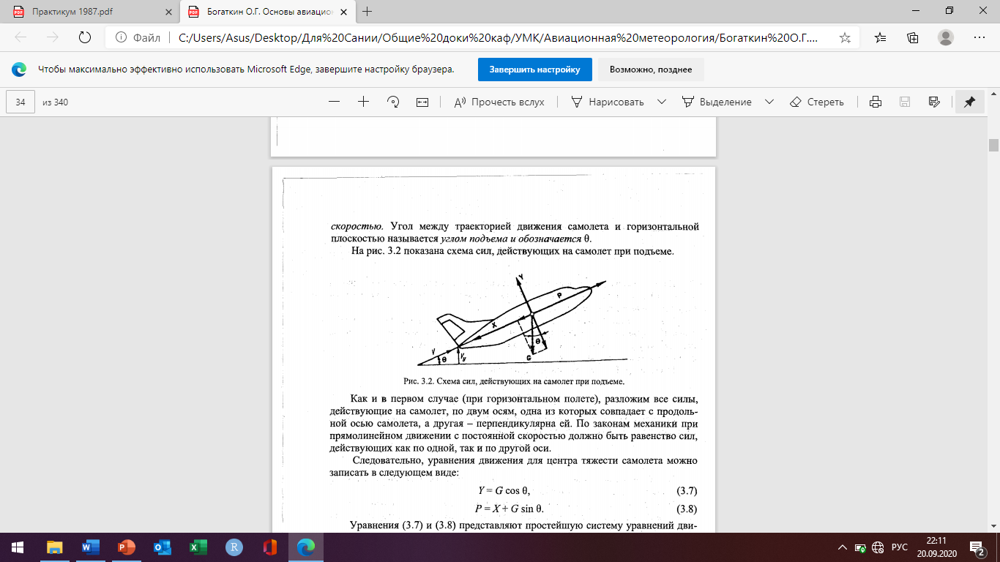 Практикум 1987.pdf
Богаткин О.Г. Основы авиацио
Файл
C:/Users/Asus/Desktop/Для%20Сании/Общие%20доки%20каф/УМК/Авиационная%20метеорология/Богаткин%20О.Г....
Чтобы максимально эффективно использовать Microsoft Edge, завершите настройку браузера.
Завершить настройку
Возможно, позднее
34 из 340
Прочесть вслух
Нарисовать
Выделение
Стереть
скоростью. Угол между траекторией движения самолета и горизонтальной
плоскостью называется углом подъема и обозначается θ.
На рис. 3.2 показана схема сил, действующих на самолет при подъеме.
Y
P
X
θ
G
V
θ
Vy
Рис. 3.2. Схема сил, действующих на самолет при подъеме.
Как и в первом случае (при горизонтальном полете), разложим все силы,
действующие на самолет, по двум осям, одна из которых совпадает с продоль-
ной осью самолета, а другая – перпендикулярна ей. По законам механики при
прямолинейном движении с постоянной скоростью должно быть равенство сил,
действующих как по одной, так и по другой оси.
Следовательно, уравнения движения для центра тяжести самолета можно
записать в следующем виде:
Y = G cos θ, (3.7)
P = X + G sin θ. (3.8)
Уравнения (3.7) и (3.8) представляют простейшую систему уравнений дви-
РУС
22:11
20.09.2020
2